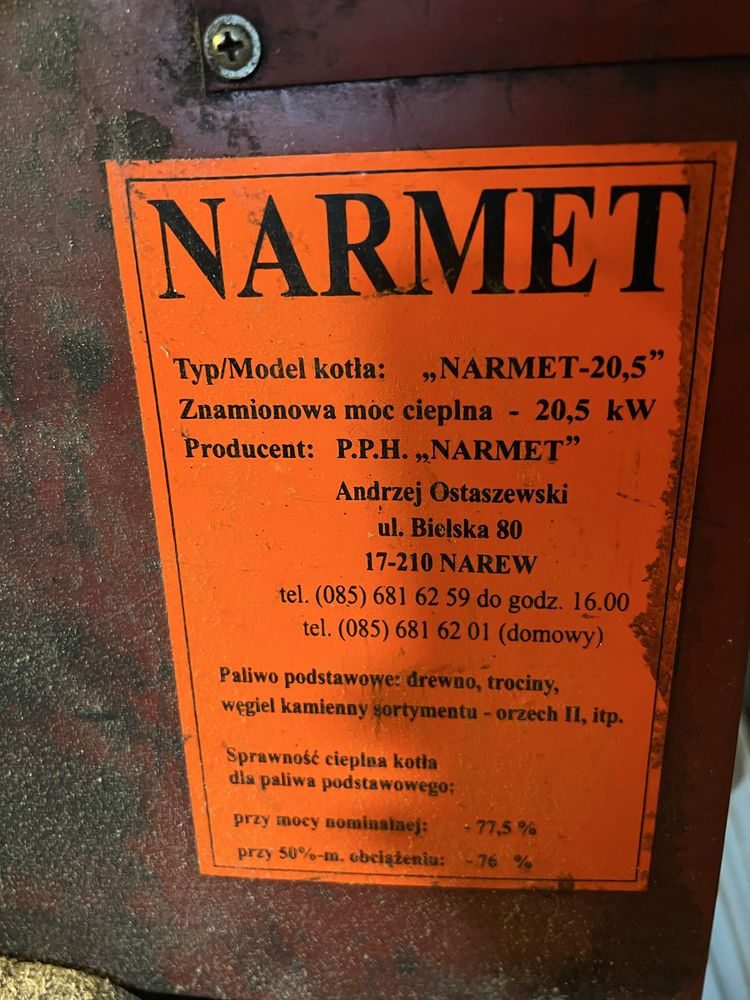 NARMET
Typ/Model kotła: „NARMET-20,5”
Znamionowa moc cieplna - 20,5 kW
Producent: P.P.H. „NARMET”
Andrzej Ostaszewski
ul. Bielska 80
17-210 NAREW
tel. (085) 681 62 59 do godz. 16.00
tel. (085) 681 62 01 (domowy)
Paliwo podstawowe: drewno, trociny,
węgiel kamienny sortymentu - orzech II, itp.
Sprawność cieplna kotła
dla paliwa podstawowego:
przy mocy nominalnej: - 77,5 %
przy 50%-m. obciążeniu: - 76 %